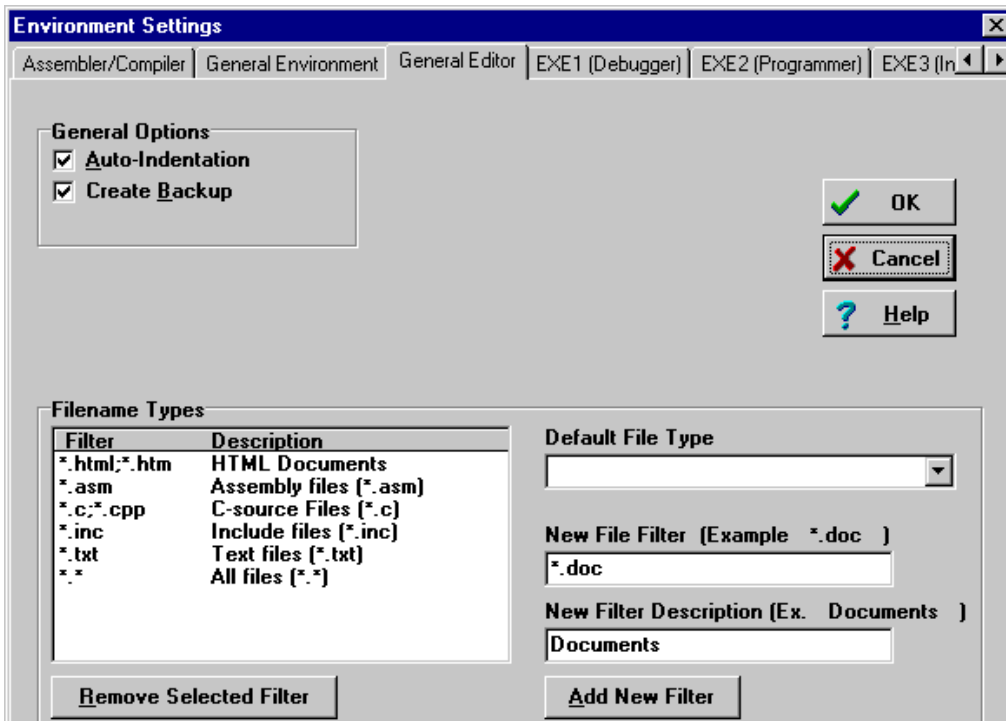 Environment Settings
Assembler/Compiler General Environment General Editor EXE1 (Debugger) EXE2 (Programmer) EXE3 (In
General Options
Auto-Indentation
Create Backup
OK
Cancel
? Help
Filename Types
Filter Description
*.html;*.htm HTML Documents
*.asm Assembly files (*.asm)
*.c;*.cpp C-source Files (*.c)
*.inc Include files (*.inc)
*.txt Text files (*.txt)
*.* All files (*.*)
Remove Selected Filter
Default File Type
New File Filter (Example *.doc )
*.doc
New Filter Description (Ex. Documents )
Documents
Add New Filter